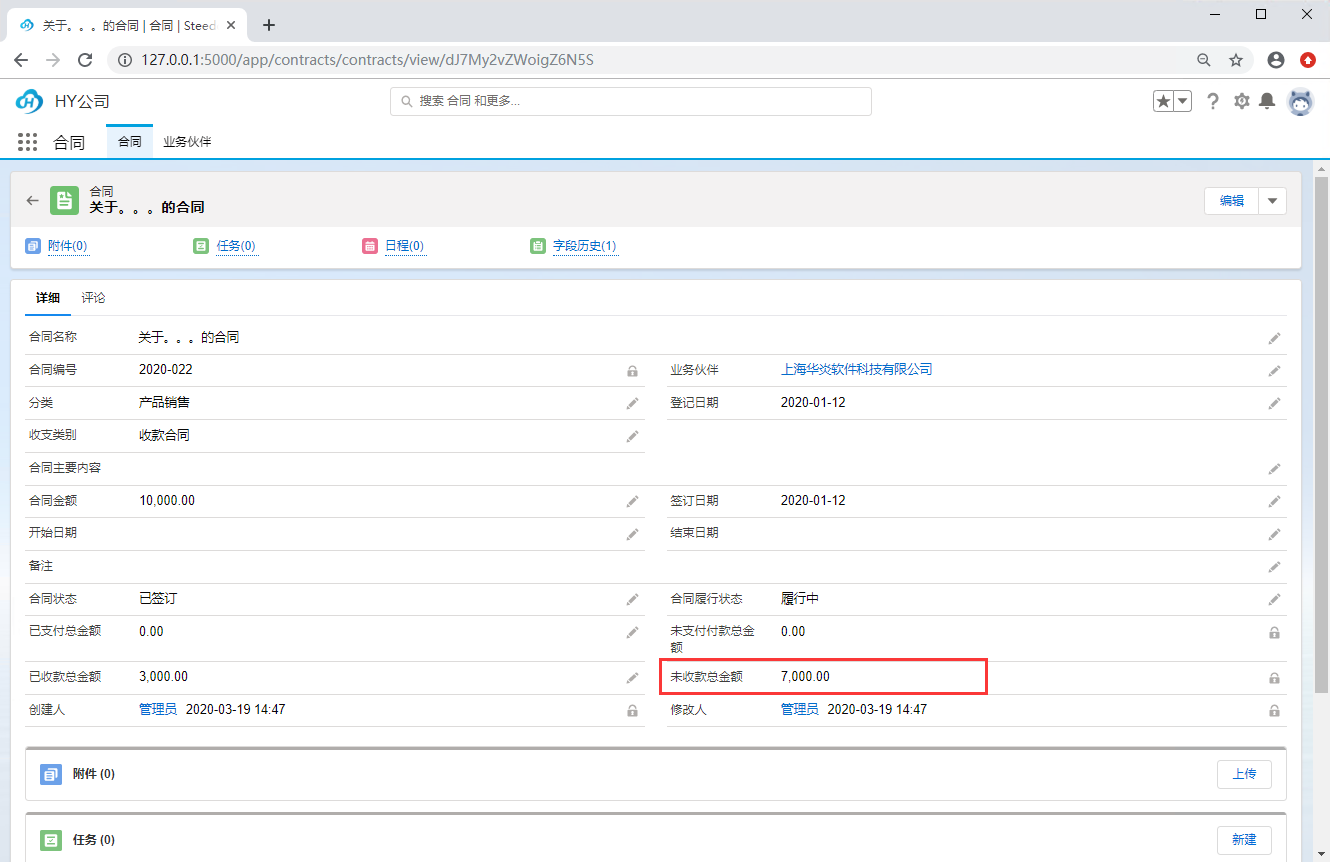 关于。。。的合同 | 合同 | Steed
127.0.0.1:5000/app/contracts/contracts/view/dJ7My2vZWoigZ6N5S
HY公司
搜索 合同 和更多...
合同
合同
业务伙伴
合同
关于。。。的合同
编辑
附件(0)
任务(0)
日程(0)
字段历史(1)
详细
评论
合同名称 关于。。。的合同
合同编号 2020-022
业务伙伴 上海华炎软件科技有限公司
分类 产品销售
登记日期 2020-01-12
收支类别 收款合同
合同主要内容
合同金额 10,000.00
签订日期 2020-01-12
开始日期
结束日期
备注
合同状态 已签订
合同履行状态 履行中
已支付总金额 0.00
未支付付款总金
额
0.00
已收款总金额 3,000.00
未收款总金额 7,000.00
创建人 管理员 2020-03-19 14:47
修改人 管理员 2020-03-19 14:47
附件 (0)
上传
任务 (0)
新建